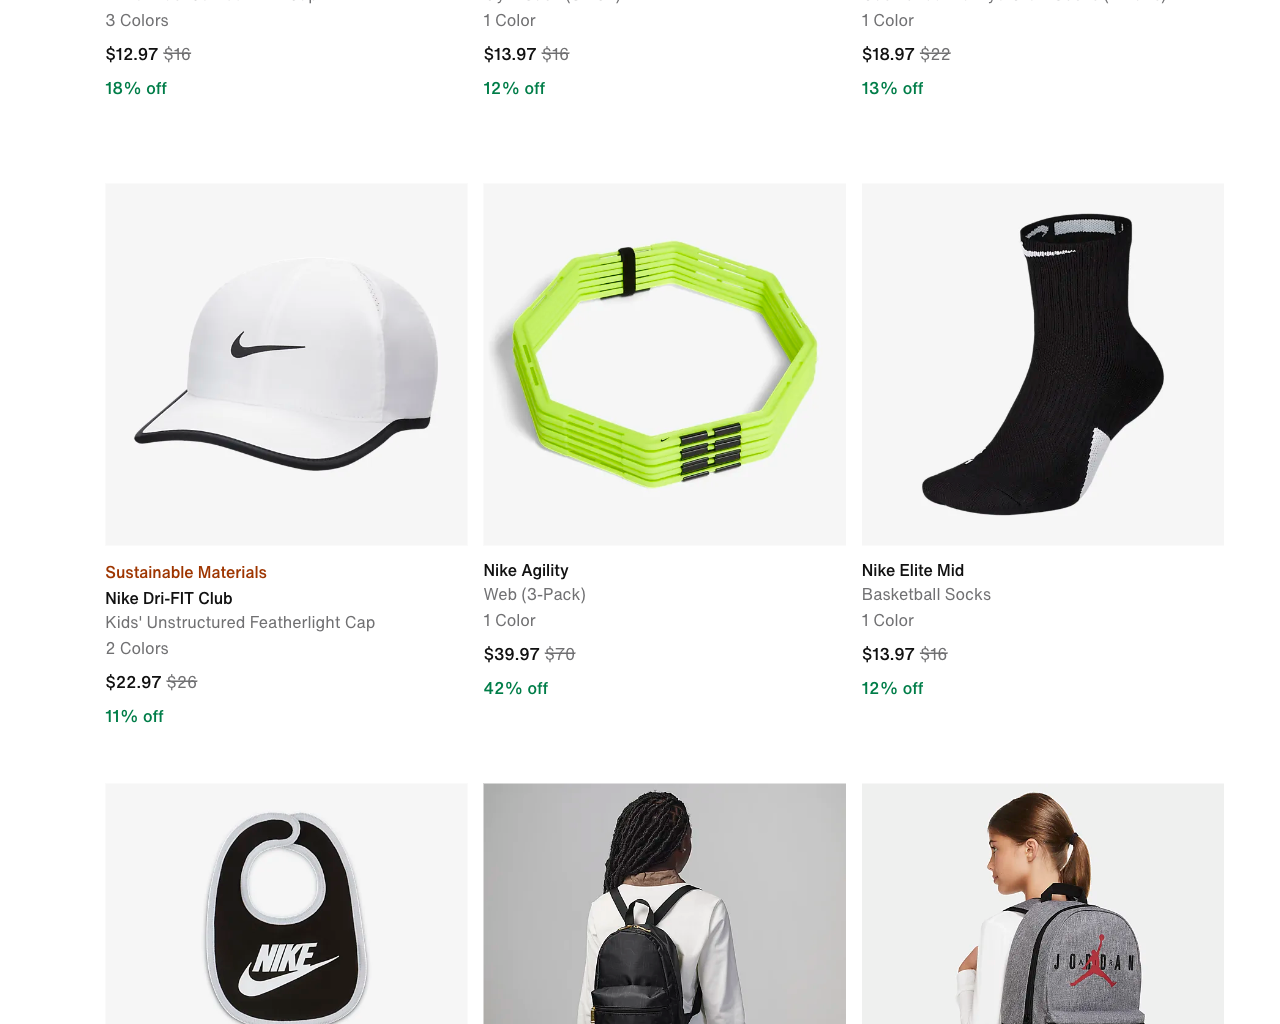 3 Colors
$12.97 $16
18% off
1 Color
$13.97 $16
12% off
1 Color
$18.97 $22
13% off
Sustainable Materials
Nike Dri-FIT Club
Kids' Unstructured Featherlight Cap
2 Colors
$22.97 $26
11% off
Nike Agility
Web (3-Pack)
1 Color
$39.97 $70
42% off
Nike Elite Mid
Basketball Socks
1 Color
$13.97 $16
12% off
NIKE
JORDAN